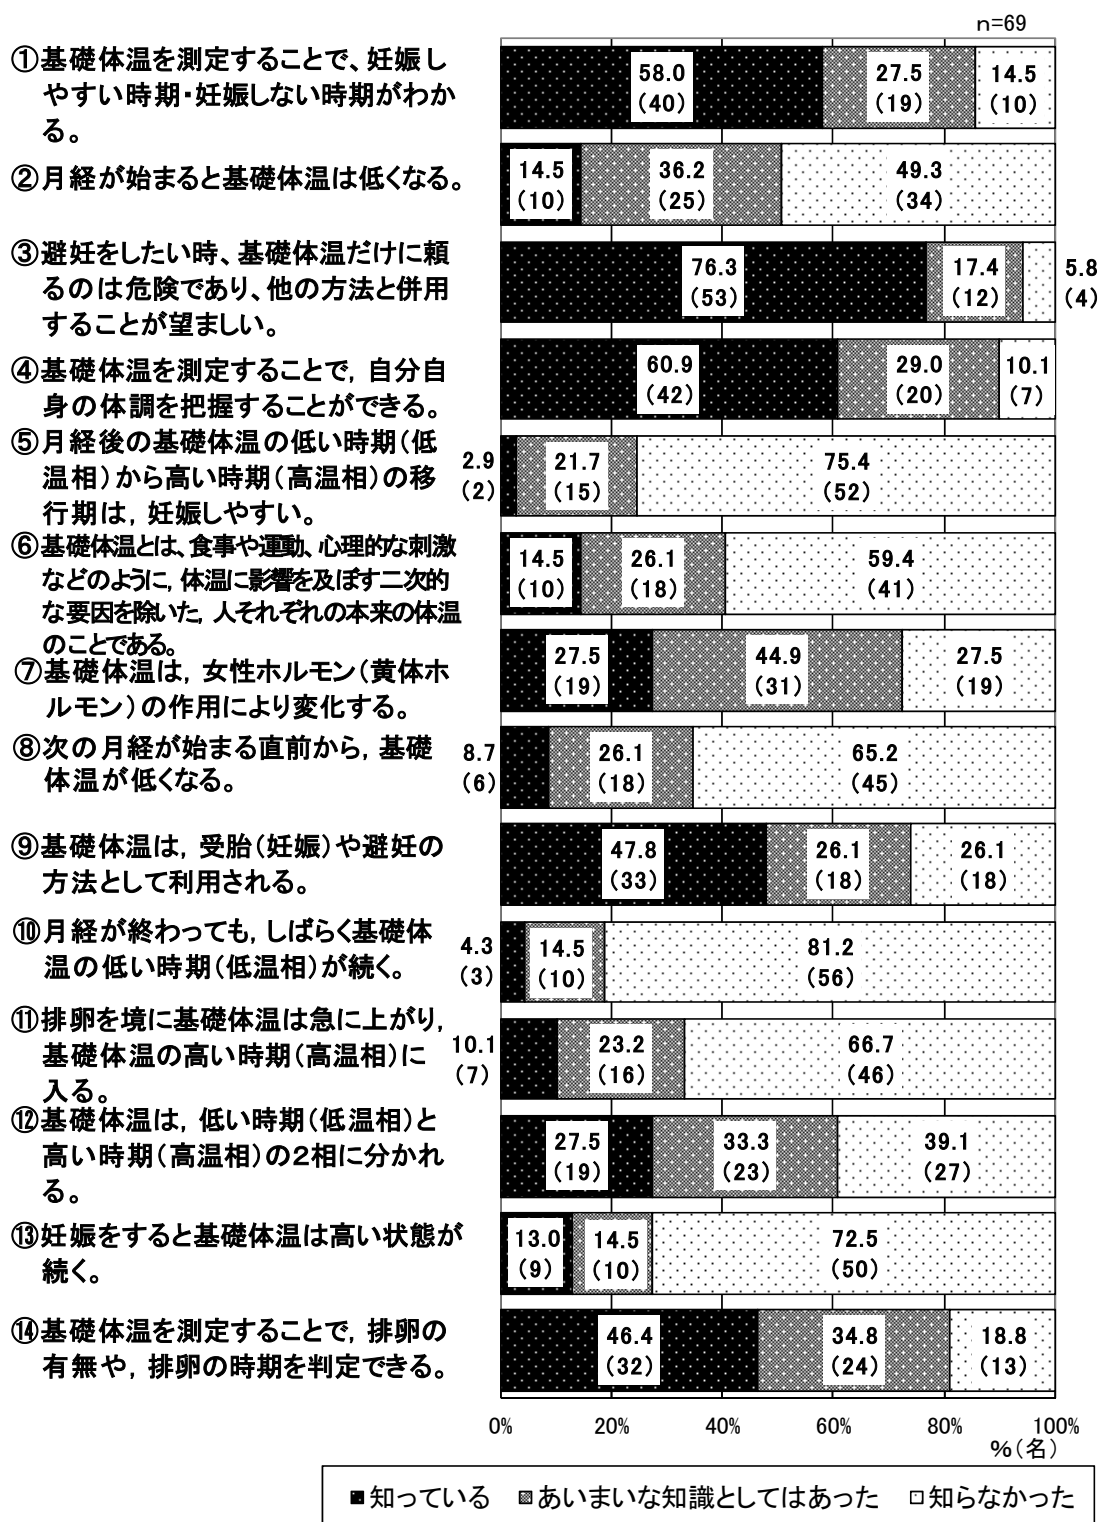 n=69
①基礎体温を測定することで、妊娠し
やすい時期・妊娠しない時期がわか
る。
58.0
(40)
27.5
(19)
14.5
(10)
②月経が始まると基礎体温は低くなる。
14.5
(10)
36.2
(25)
49.3
(34)
③避妊をしたい時、基礎体温だけに頼
るのは危険であり、他の方法と併用
することが望ましい。
76.3
(53)
17.4
(12)
5.8
(4)
④基礎体温を測定することで，自分自
身の体調を把握することができる。
60.9
(42)
29.0
(20)
10.1
(7)
⑤月経後の基礎体温の低い時期（低
温相）から高い時期（高温相）の移
行期は，妊娠しやすい。
2.9
(2)
21.7
(15)
75.4
(52)
⑥基礎体温とは、食事や運動、心理的な刺激
などのように，体温に影響を及ぼす二次的
な要因を除いた，人それぞれの本来の体温
のことである。
14.5
(10)
26.1
(18)
59.4
(41)
⑦基礎体温は，女性ホルモン（黄体ホ
ルモン）の作用により変化する。
27.5
(19)
44.9
(31)
27.5
(19)
⑧次の月経が始まる直前から，基礎
体温が低くなる。
8.7
(6)
26.1
(18)
65.2
(45)
⑨基礎体温は，受胎（妊娠）や避妊の
方法として利用される。
47.8
(33)
26.1
(18)
26.1
(18)
⑩月経が終わっても，しばらく基礎体
温の低い時期（低温相）が続く。
4.3
(3)
14.5
(10)
81.2
(56)
⑪排卵を境に基礎体温は急に上がり，
基礎体温の高い時期（高温相）に
入る。
10.1
(7)
23.2
(16)
66.7
(46)
⑫基礎体温は，低い時期（低温相）と
高い時期（高温相）の2相に分かれ
る。
27.5
(19)
33.3
(23)
39.1
(27)
⑬妊娠をすると基礎体温は高い状態が
続く。
13.0
(9)
14.5
(10)
72.5
(50)
⑭基礎体温を測定することで，排卵の
有無や，排卵の時期を判定できる。
46.4
(32)
34.8
(24)
18.8
(13)
0% 20% 40% 60% 80% 100%
%（名）
知っている あいまいな知識としてはあった 知らなかった